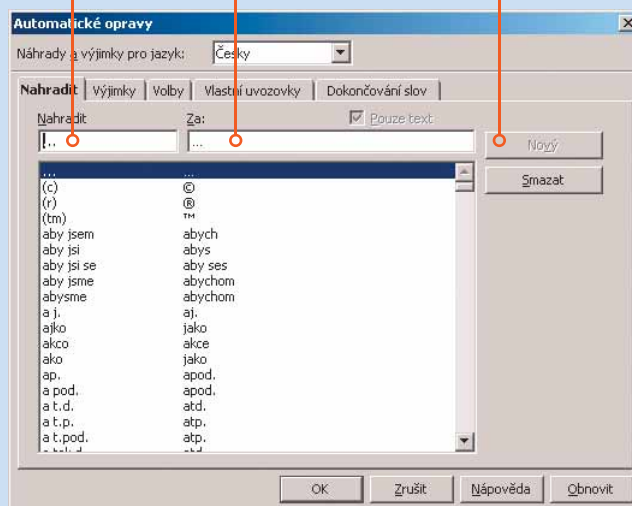 Automatické opravy
Náhrady a výjimky pro jazyk: Česky
Nahradit Výjimky Volby Vlastní uvozovky Dokončování slov
Nahradit Za: Pouze text
... ... Nový
Smazat
... ...
(c) ©
(r) ®
(tm) ™
aby jsem abych
aby jsi abys
aby jsi se aby ses
aby jsme abychom
abysme abychom
a j. aj.
ajko jako
akco akce
ako jako
ap. apod.
a pod. apod.
a t.d. atd.
a t.p. atp.
a t.pod. atp.
OK Zrušit Nápověda Obnovit